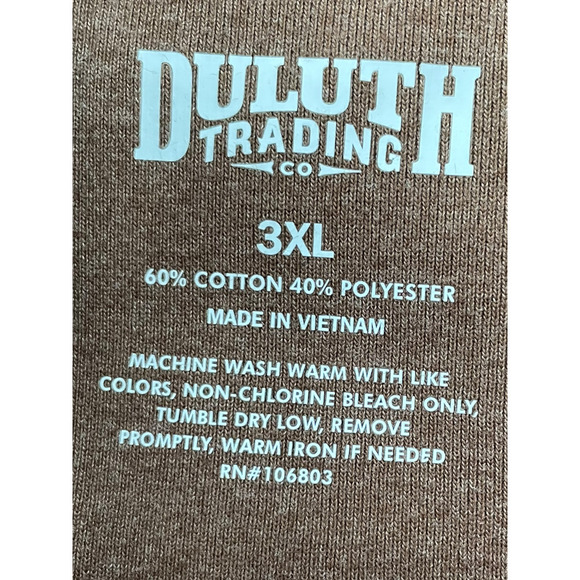 DULUTH
TRADING
CO
3XL
60% COTTON 40% POLYESTER
MADE IN VIETNAM
MACHINE WASH WARM WITH LIKE
COLORS, NON-CHLORINE BLEACH ONLY,
TUMBLE DRY LOW, REMOVE
PROMPTLY, WARM IRON IF NEEDED
RN#106803